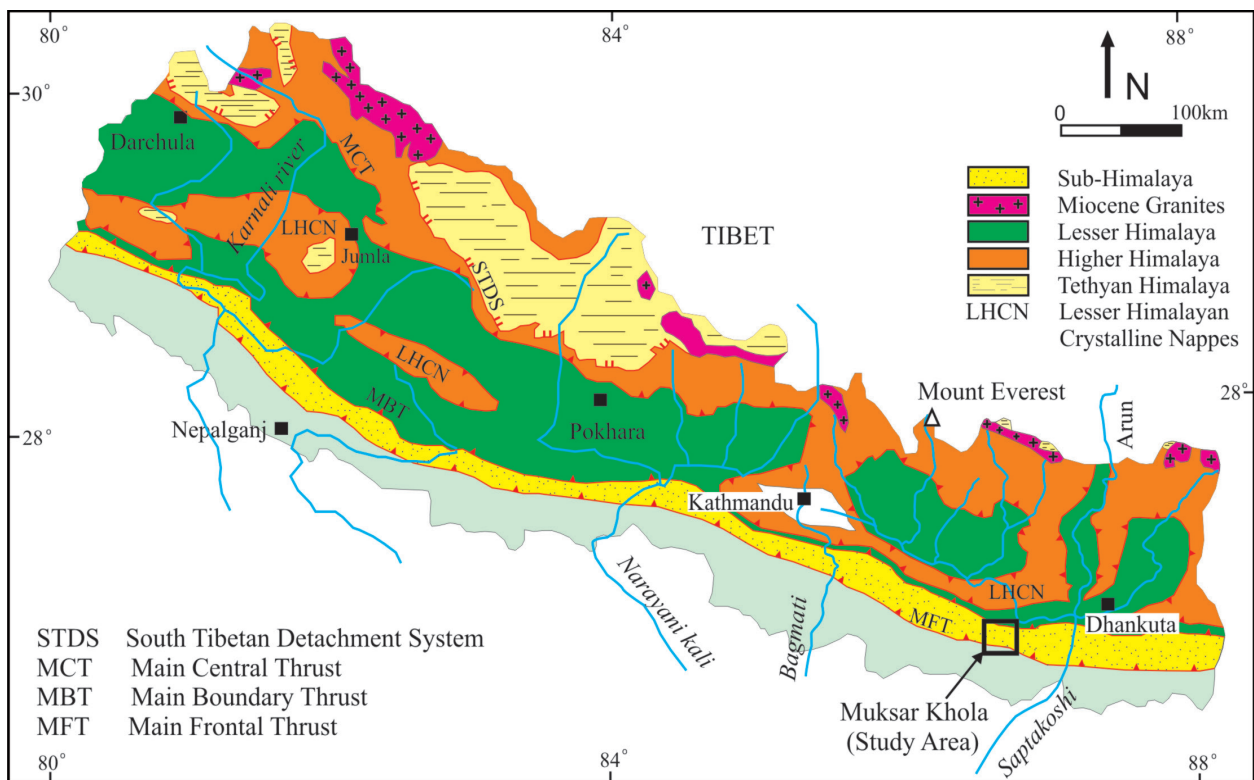 80°
84°
88°
30°
N
0
100km
Darchula
MCT
Karnali river
LHCN
Jumla
TIBET
STDS
Sub-Himalaya
Miocene Granites
Lesser Himalaya
Higher Himalaya
Tethyan Himalaya
LHCN Lesser Himalayan
Crystalline Nappes
LHCN
MBT
Mount Everest
28°
Arun
Nepalganj
28°
Pokhara
Kathmandu
Narayani kali
Bagmati
MFT
LHCN
Dhankuta
Saptakoshi
Muksar Khola
(Study Area)
STDS South Tibetan Detachment System
MCT Main Central Thrust
MBT Main Boundary Thrust
MFT Main Frontal Thrust
80°
84°
88°